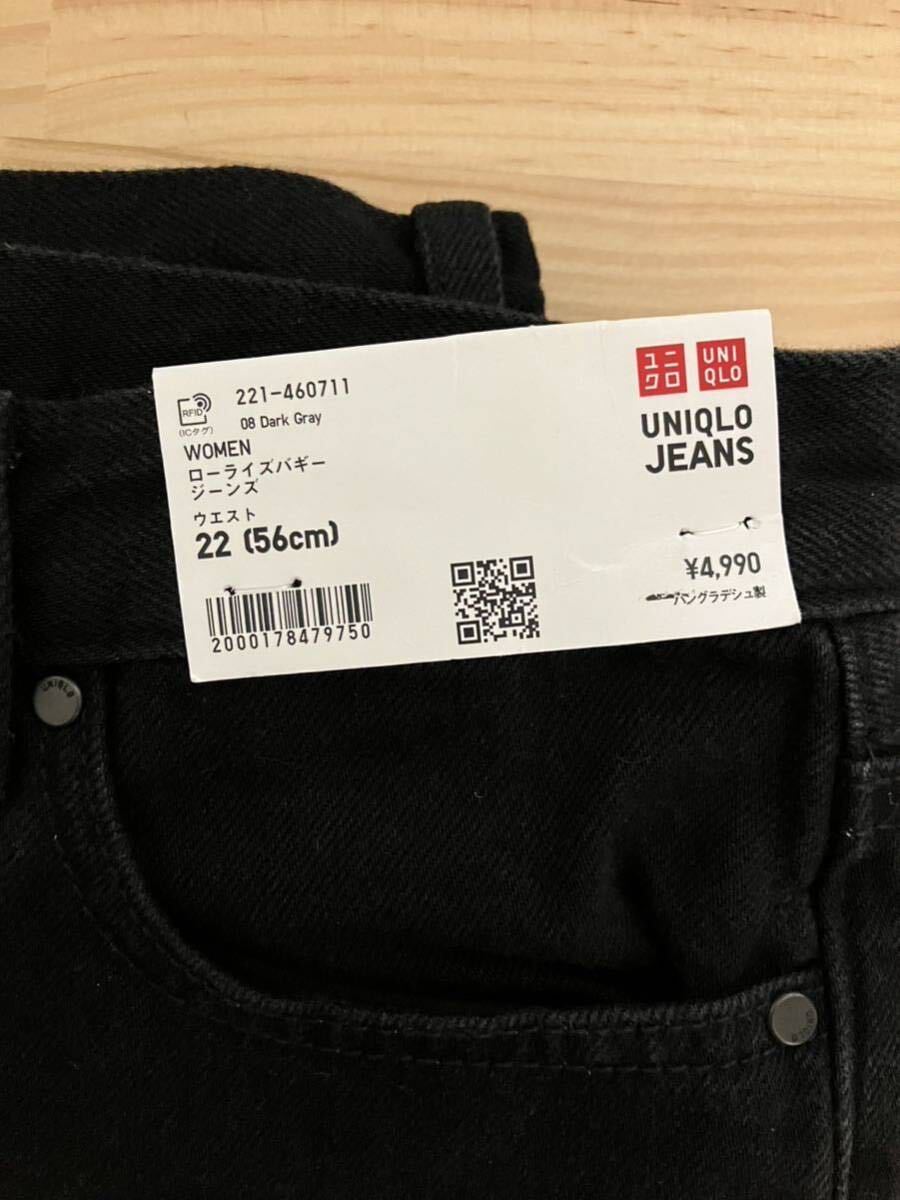 RFID
(ICタグ)
221-460711
08 Dark Gray
WOMEN
ローライズバギー
ジーンズ
ウエスト
22 (56cm)
2000178479750
ユニ
クロ
UNI
QLO
UNIQLO
JEANS
¥4,990
バングラデシュ製
UNIQLO